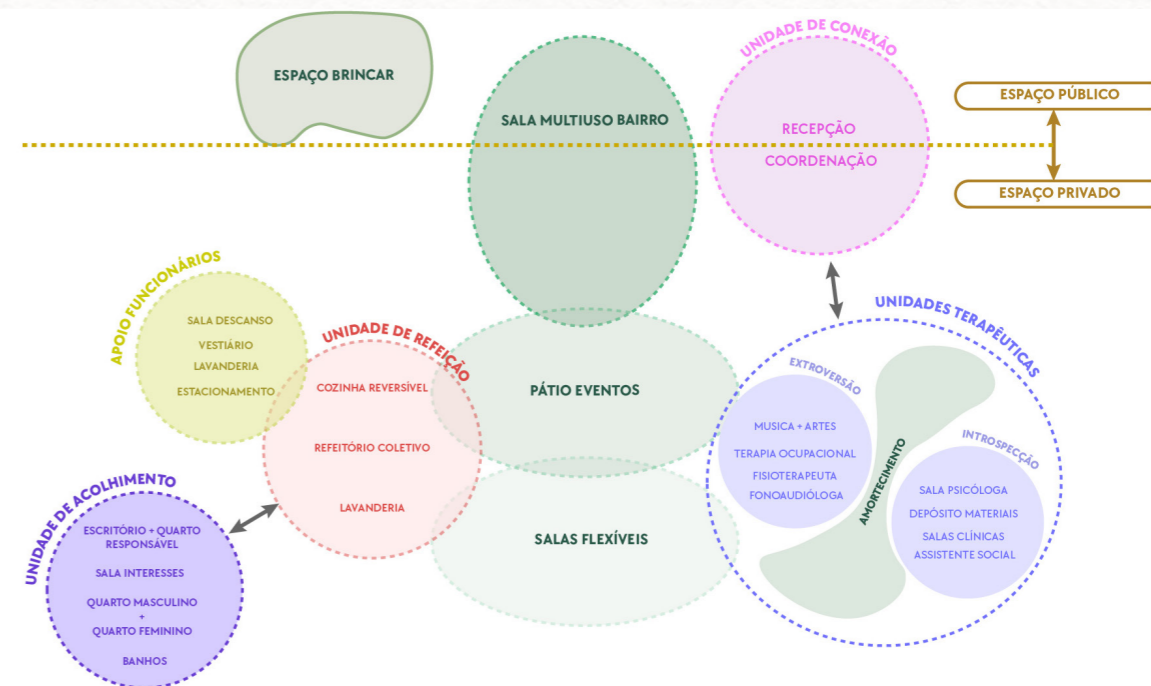 ESPAÇO BRINCAR
SALA MULTIUSO BAIRRO
UNIDADE DE CONEXÃO
RECEPÇÃO
COORDENAÇÃO
ESPAÇO PÚBLICO
ESPAÇO PRIVADO
APOIO FUNCIONÁRIOS
SALA DESCANSO
VESTIÁRIO
LAVANDERIA
ESTACIONAMENTO
UNIDADE DE REFEIÇÃO
COZINHA REVERSÍVEL
REFEITÓRIO COLETIVO
LAVANDERIA
PÁTIO EVENTOS
SALAS FLEXÍVEIS
UNIDADES TERAPÊUTICAS
EXTROVERSÃO
MUSICA + ARTES
TERAPIA OCUPACIONAL
FISIOTERAPEUTA
FONOAUDIÓLOGA
AMORTECIMENTO
INTROSPECÇÃO
SALA PSICÓLOGA
DEPÓSITO MATERIAIS
SALAS CLÍNICAS
ASSISTENTE SOCIAL
UNIDADE DE ACOLHIMENTO
ESCRITÓRIO + QUARTO
RESPONSÁVEL
SALA INTERESSES
QUARTO MASCULINO
+
QUARTO FEMININO
BANHOS